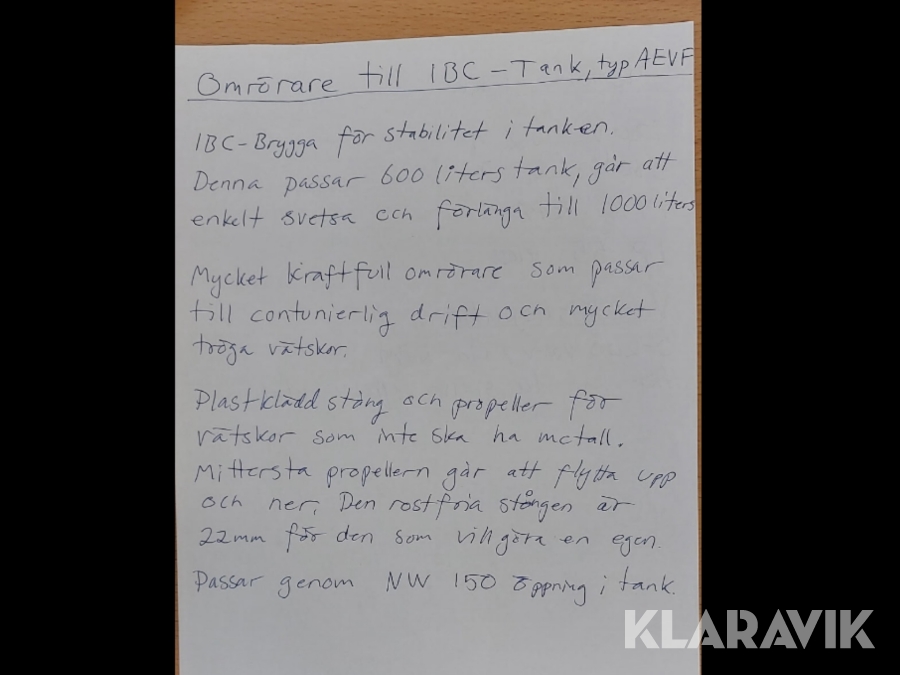 Omrörare till IBC-Tank, typ AEVF
IBC-Brygga för stabilitet i tanken.
Denna passar 600 liters tank, går att
enkelt svetsa och förlänga till 1000 liters
Mycket kraftfull omrörare som passar
till contunierlig drift och mycket
tröga vätskor.
Plastklädd stång och propeller för
vätskor som inte ska ha metall.
Mittersta propellern går att flytta upp
och ner. Den rostfria stången är
22mm för den som vill göra en egen.
Passar genom NW 150 öppning i tank.
KLARAVIK